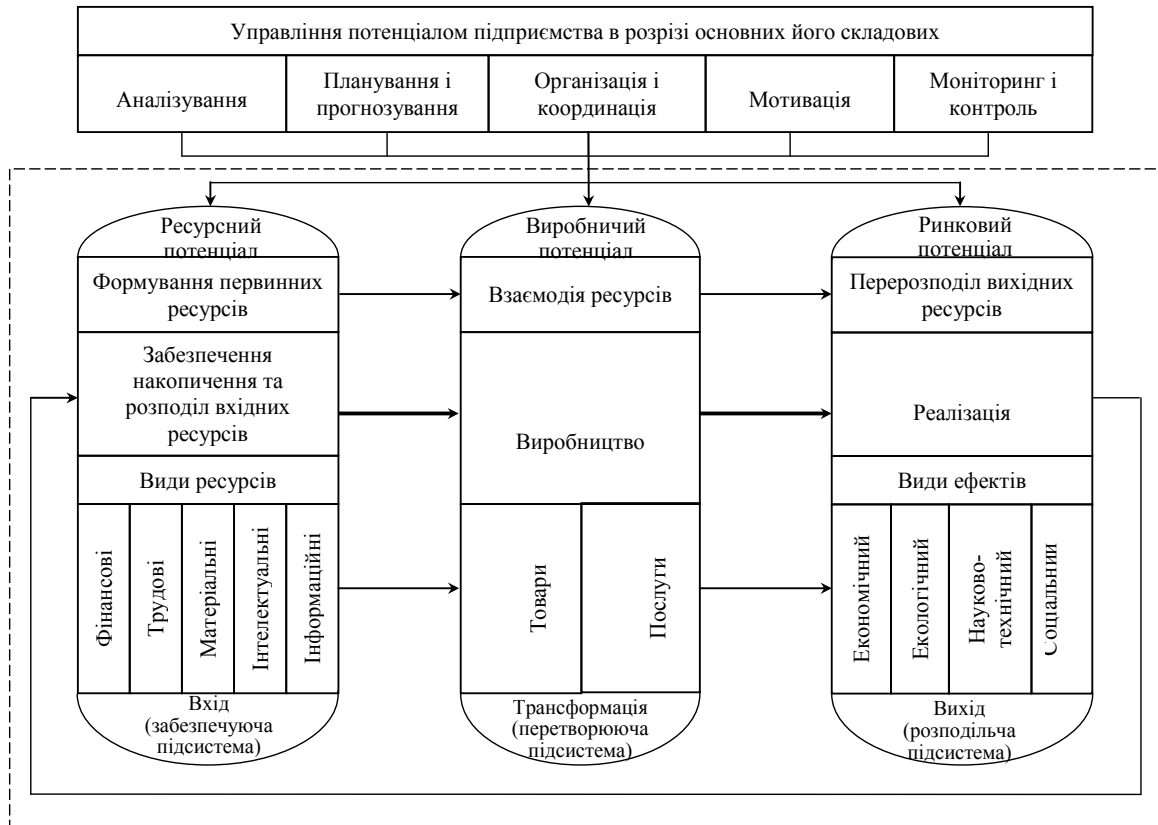 Управління потенціалом підприємства в розрізі основних його складових
Аналізування
Планування і
прогнозування
Організація і
координація
Мотивація
Моніторинг і
контроль
Ресурсний
потенціал
Формування первинних
ресурсів
Забезпечення
накопичення та
розподіл вхідних
ресурсів
Види ресурсів
Фінансові
Трудові
Матеріальні
Інтелектуальні
Інформаційні
Вхід
(забезпечуюча
підсистема)
Виробничий
потенціал
Взаємодія ресурсів
Виробництво
Товари
Послуги
Трансформація
(перетворююча
підсистема)
Ринковий
потенціал
Перерозподіл вихідних
ресурсів
Реалізація
Види ефектів
Економічний
Екологічний
Науково-
технічний
Соціальний
Вихід
(розподільча
підсистема)